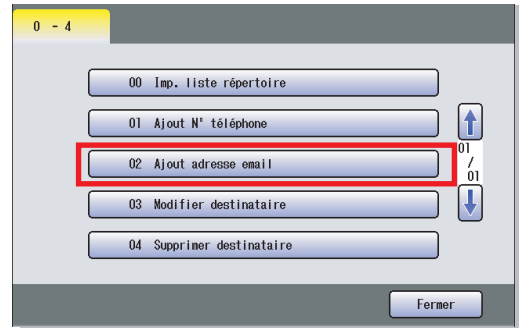 0 - 4
00 Imp. liste répertoire
01 Ajout N° téléphone
02 Ajout adresse email
03 Modifier destinataire
04 Supprimer destinataire
01
/
01
Fermer